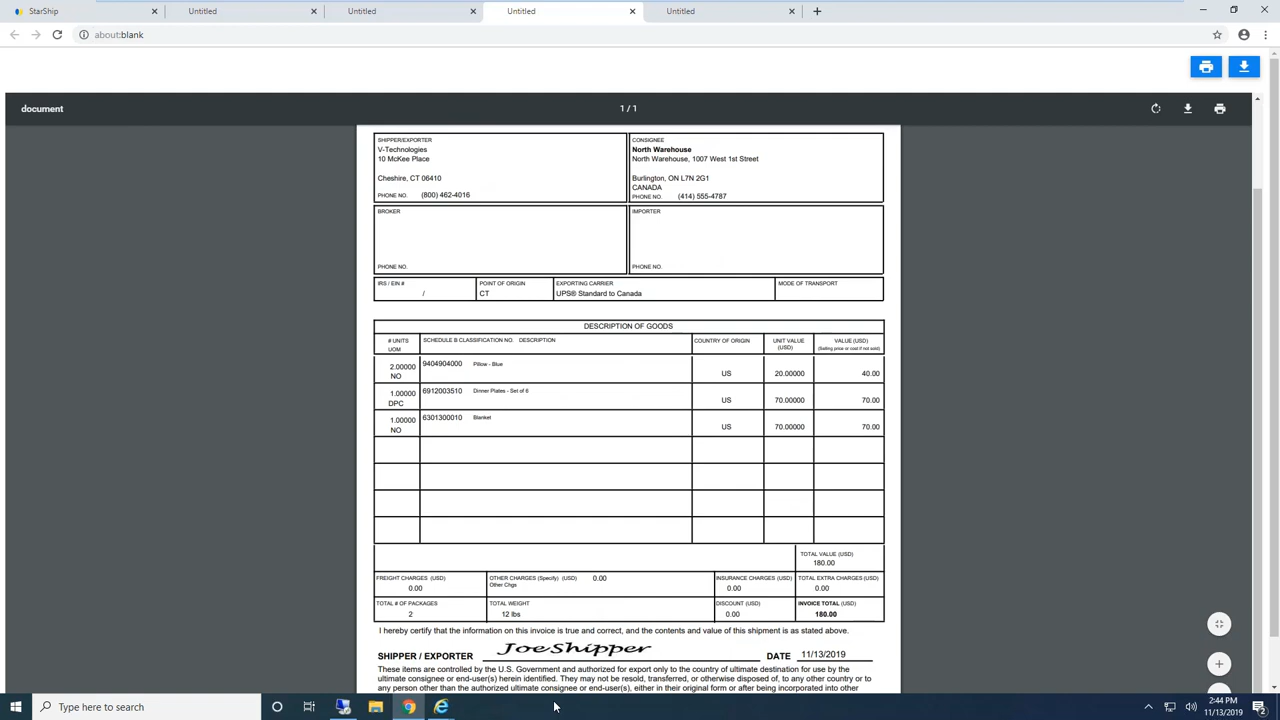 StarShip
Untitled
Untitled
Untitled
Untitled
about:blank
document
1 / 1
SHIPPER/EXPORTER
V-Technologies
10 McKee Place
Cheshire, CT 06410
PHONE NO. (800) 462-4016
CONSIGNEE
North Warehouse
North Warehouse, 1007 West 1st Street
Burlington, ON L7N 2G1
CANADA
PHONE NO. (414) 555-4787
BROKER
PHONE NO.
IMPORTER
PHONE NO.
IRS / EIN #
/
POINT OF ORIGIN
CT
EXPORTING CARRIER
UPS® Standard to Canada
MODE OF TRANSPORT
DESCRIPTION OF GOODS
# UNITS
UOM
SCHEDULE B CLASSIFICATION NO. DESCRIPTION
COUNTRY OF ORIGIN
UNIT VALUE
(USD)
VALUE (USD)
(Selling price or cost if not sold)
2.00000
NO
9404904000 Pillow - Blue
US
20.00000
40.00
1.00000
DPC
6912003510 Dinner Plates - Set of 8
US
70.00000
70.00
1.00000
NO
6301300010 Blanket
US
70.00000
70.00
TOTAL VALUE (USD)
180.00
FREIGHT CHARGES (USD)
0.00
OTHER CHARGES (Specify) (USD) 0.00
Other Chgs
INSURANCE CHARGES (USD)
0.00
TOTAL EXTRA CHARGES (USD)
0.00
TOTAL # OF PACKAGES
2
TOTAL WEIGHT
12 lbs
DISCOUNT (USD)
0.00
INVOICE TOTAL (USD)
180.00
I hereby certify that the information on this invoice is true and correct, and the contents and value of this shipment is as stated above.
SHIPPER / EXPORTER Joe Shipper DATE 11/13/2019
These items are controlled by the U.S. Government and authorized for export only to the country of ultimate destination for use by the
ultimate consignee or end-user(s) herein identified. They may not be resold, transferred, or otherwise disposed of, to any other country or to
any person other than the authorized ultimate consignee or end-user(s), either in their original form or after being incorporated into other
Type here to search
2:44 PM
11/13/2019
2